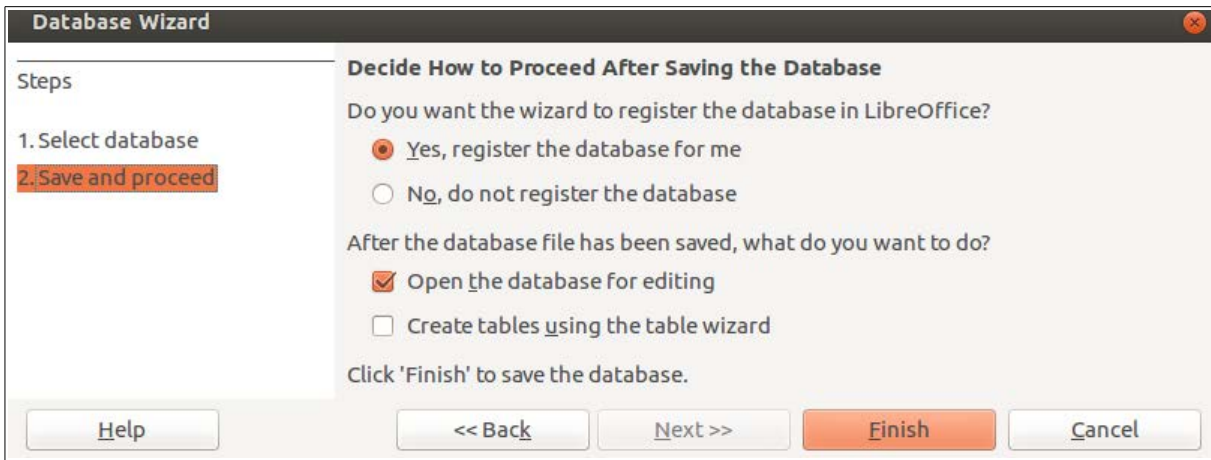 Database Wizard
Steps
1. Select database
2. Save and proceed
Decide How to Proceed After Saving the Database
Do you want the wizard to register the database in LibreOffice?
Yes, register the database for me
No, do not register the database
After the database file has been saved, what do you want to do?
Open the database for editing
Create tables using the table wizard
Click 'Finish' to save the database.
Help
<< Back
Next >>
Finish
Cancel